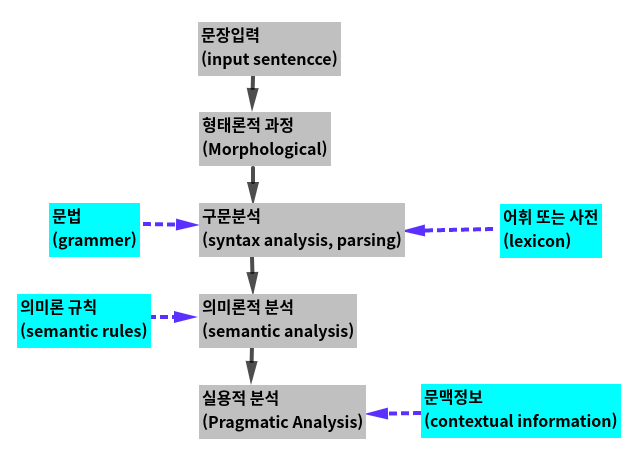 문장입력
(input sentencce)
형태론적 과정
(Morphological)
문법
(grammer)
구문분석
(syntax analysis, parsing)
어휘 또는 사전
(lexicon)
의미론 규칙
(semantic rules)
의미론적 분석
(semantic analysis)
실용적 분석
(Pragmatic Analysis)
문맥정보
(contextual information)